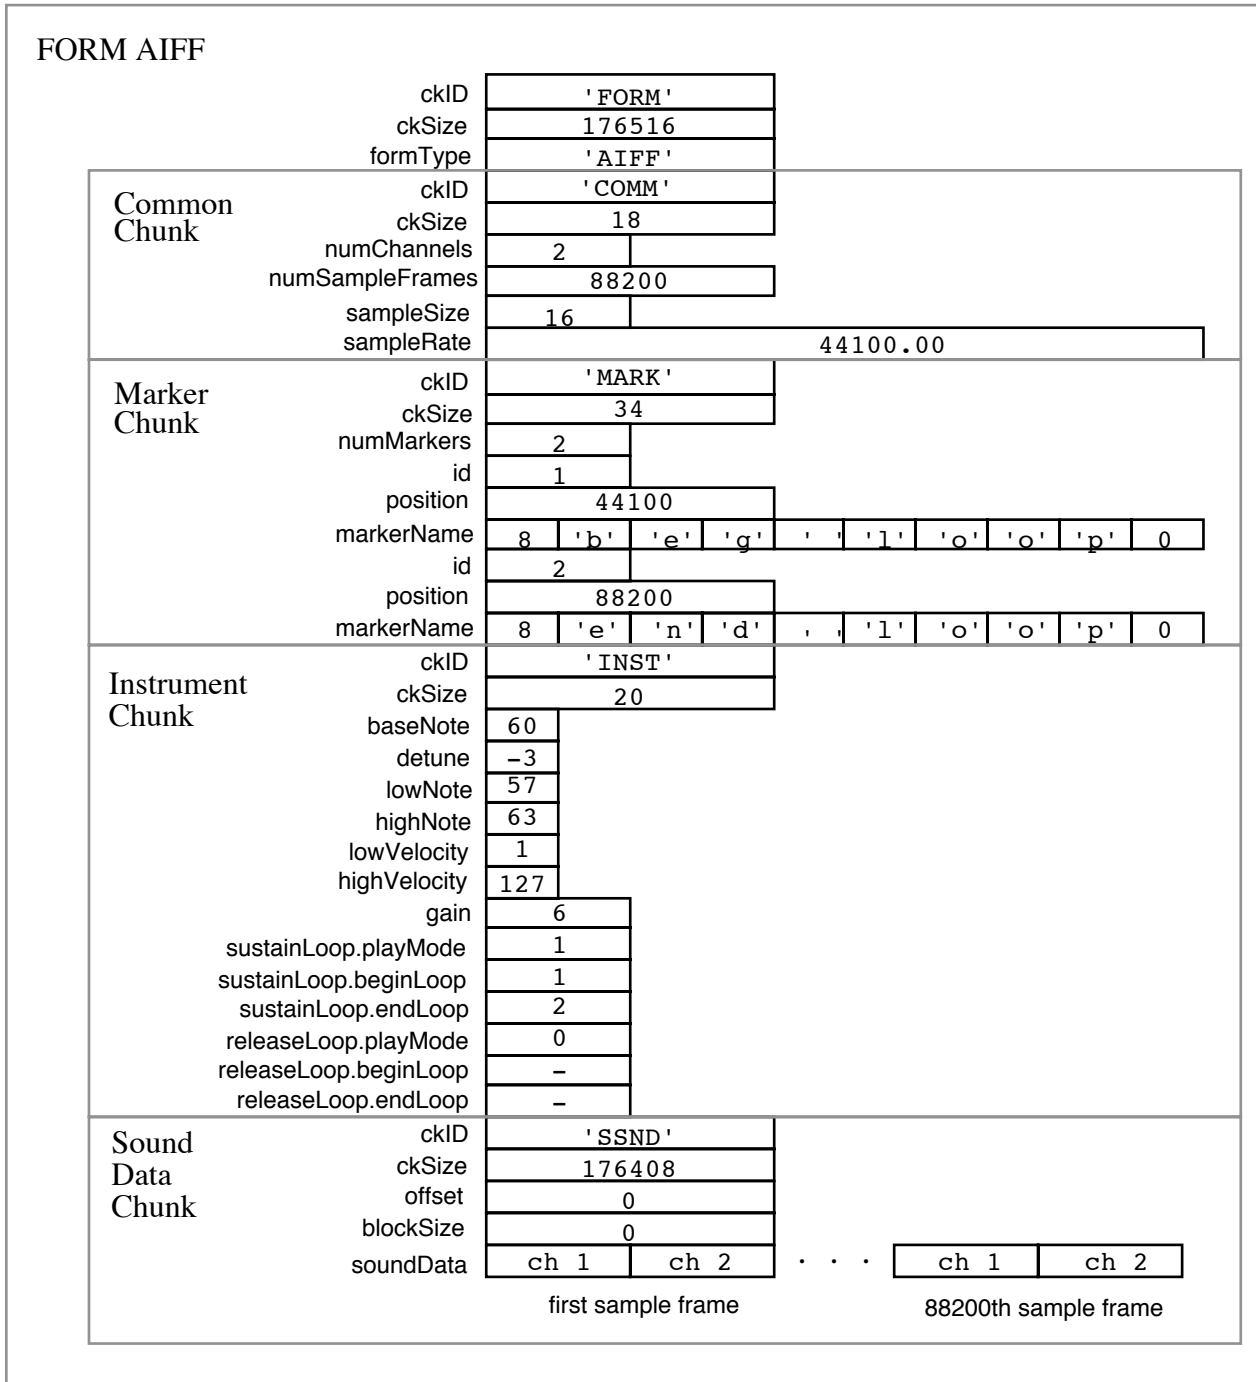 FORM AIFF
ckID 'FORM'
ckSize 176516
formType 'AIFF'
Common Chunk
ckID 'COMM'
ckSize 18
numChannels 2
numSampleFrames 88200
sampleSize 16
sampleRate 44100.00
Marker Chunk
ckID 'MARK'
ckSize 34
numMarkers 2
id 1
position 44100
markerName 8 'b' 'e' 'g' ' ' 'l' 'o' 'o' 'p' 0
id 2
position 88200
markerName 8 'e' 'n' 'd' ' ' 'l' 'o' 'o' 'p' 0
Instrument Chunk
ckID 'INST'
ckSize 20
baseNote 60
detune −3
lowNote 57
highNote 63
lowVelocity 1
highVelocity 127
gain 6
sustainLoop.playMode 1
sustainLoop.beginLoop 1
sustainLoop.endLoop 2
releaseLoop.playMode 0
releaseLoop.beginLoop −
releaseLoop.endLoop −
Sound Data Chunk
ckID 'SSND'
ckSize 176408
offset 0
blockSize 0
soundData ch 1 ch 2 · · · ch 1 ch 2
first sample frame 88200th sample frame